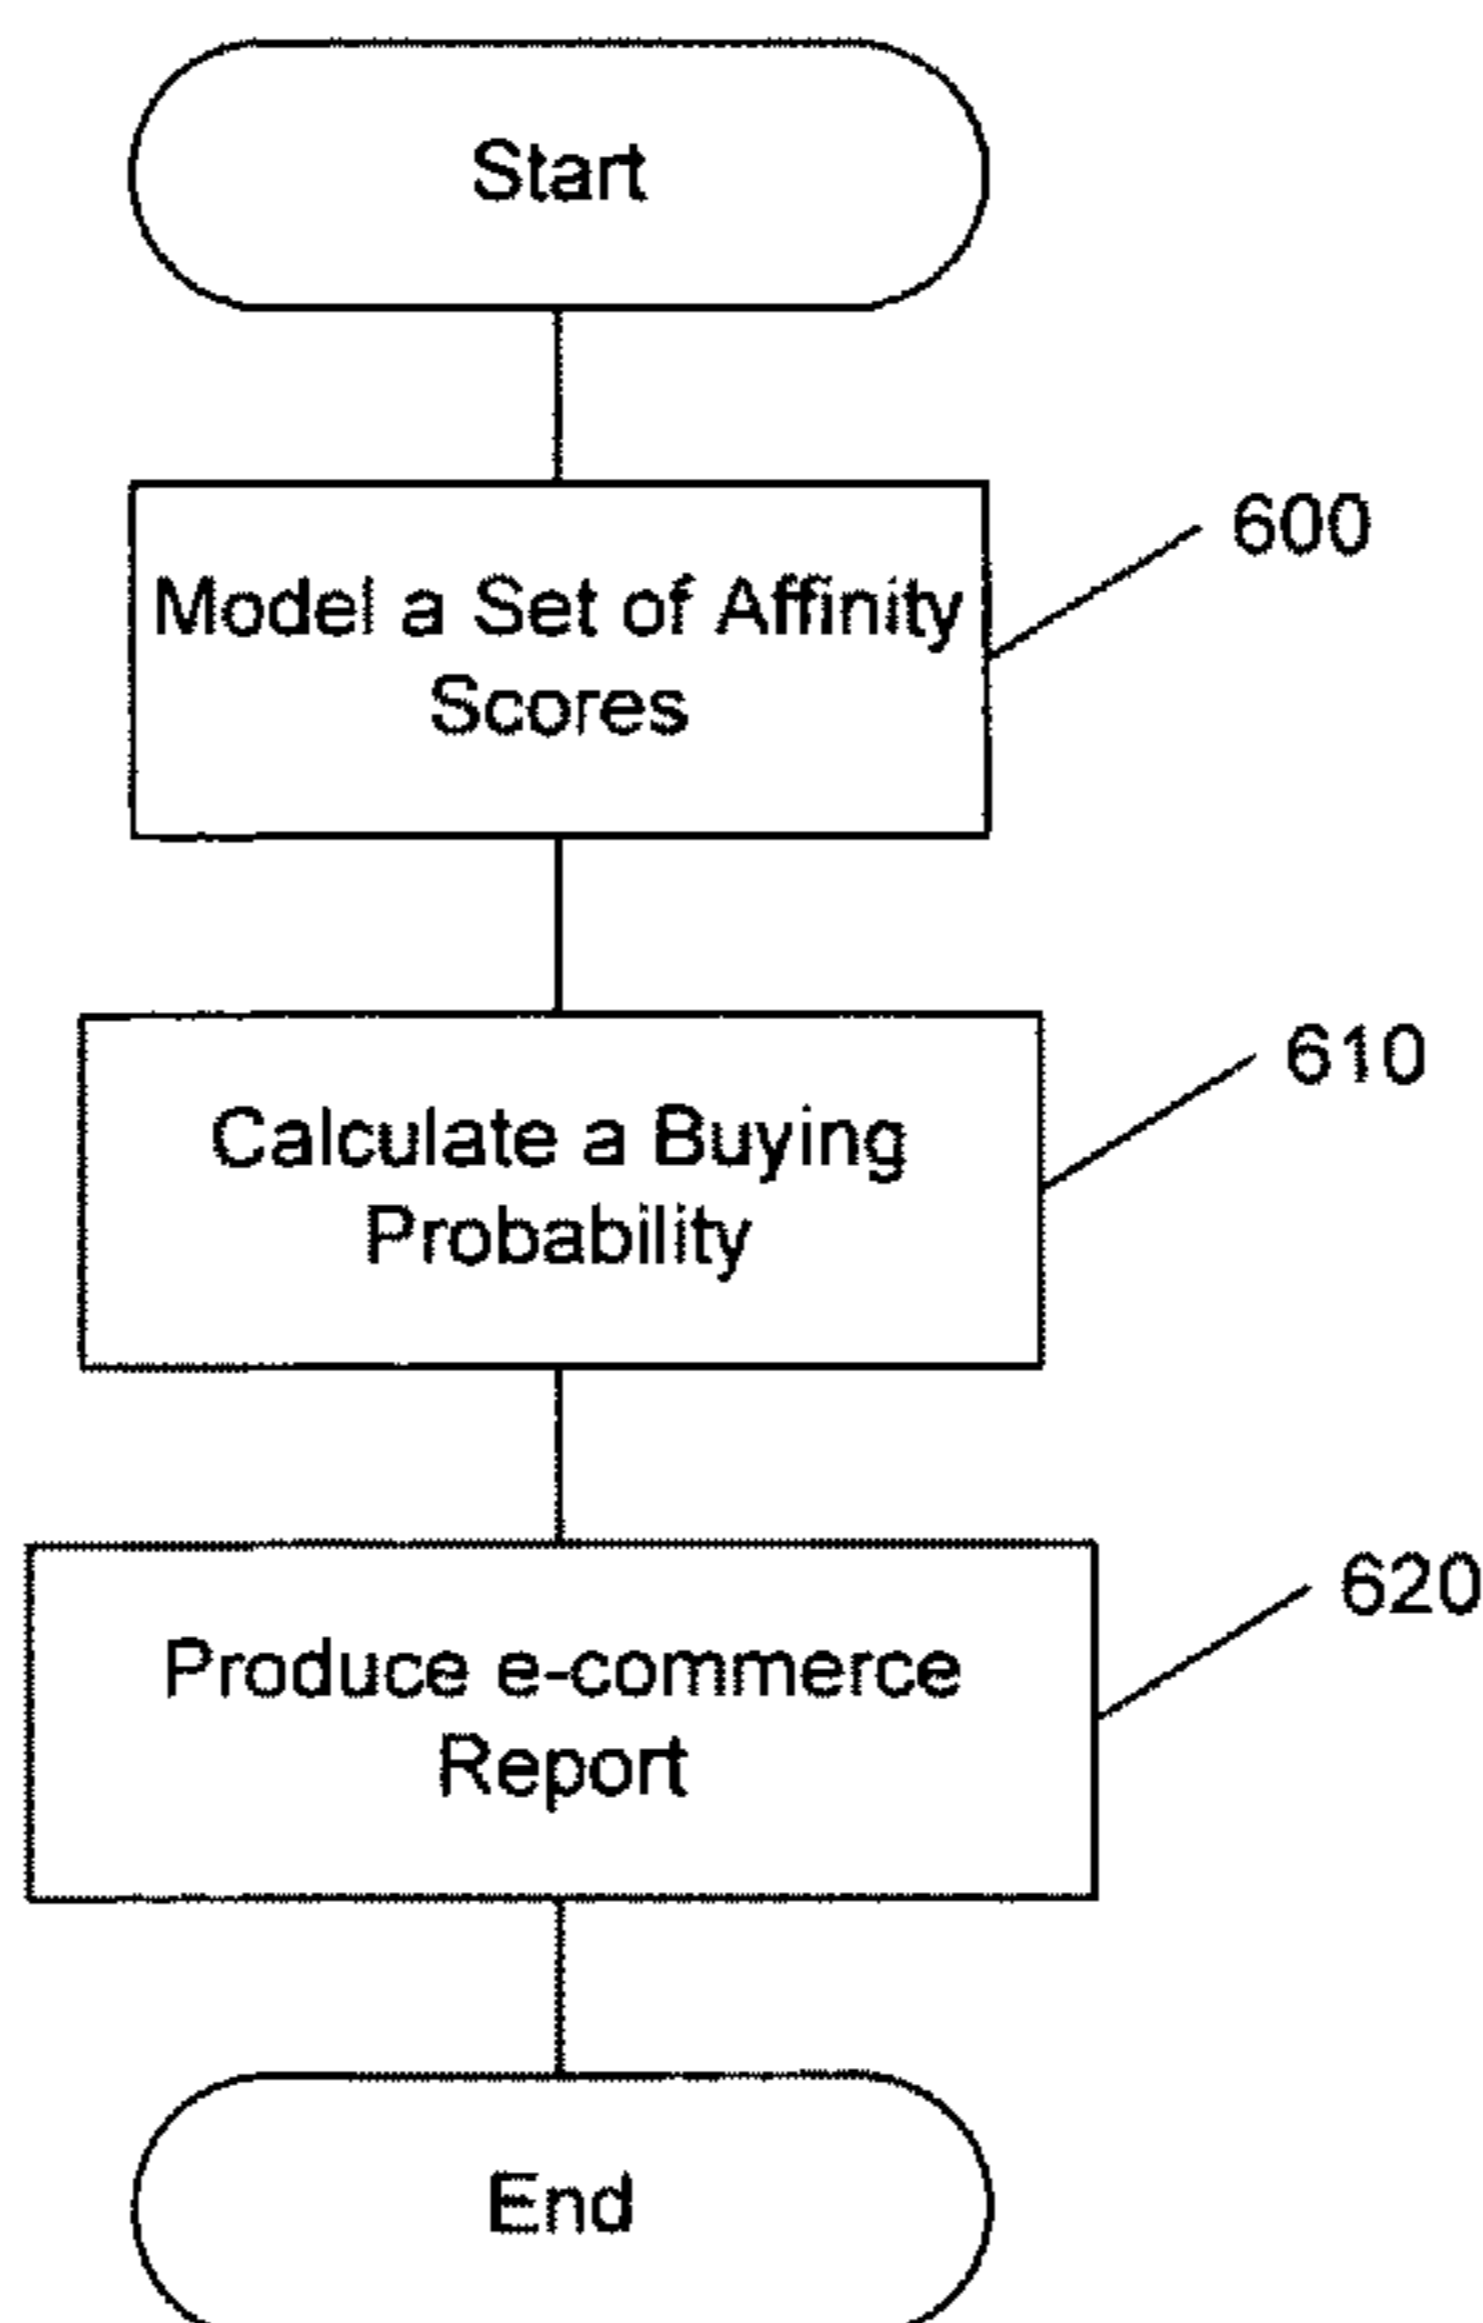 Start
600
Model a Set of Affinity
Scores
610
Calculate a Buying
Probability
620
Produce e-commerce
Report
End